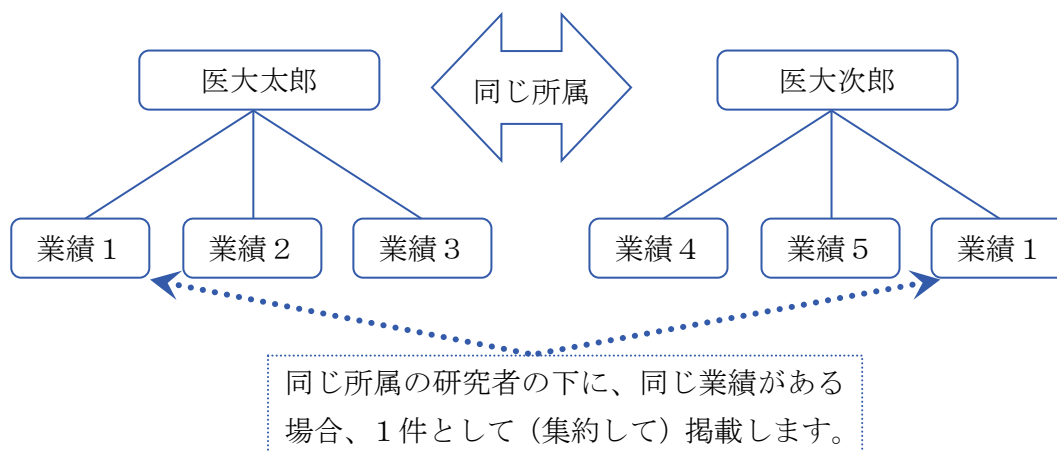 医大太郎
同じ所属
医大次郎
業績１
業績２
業績３
業績４
業績５
業績１
同じ所属の研究者の下に、同じ業績がある
場合、１件として（集約して）掲載します。